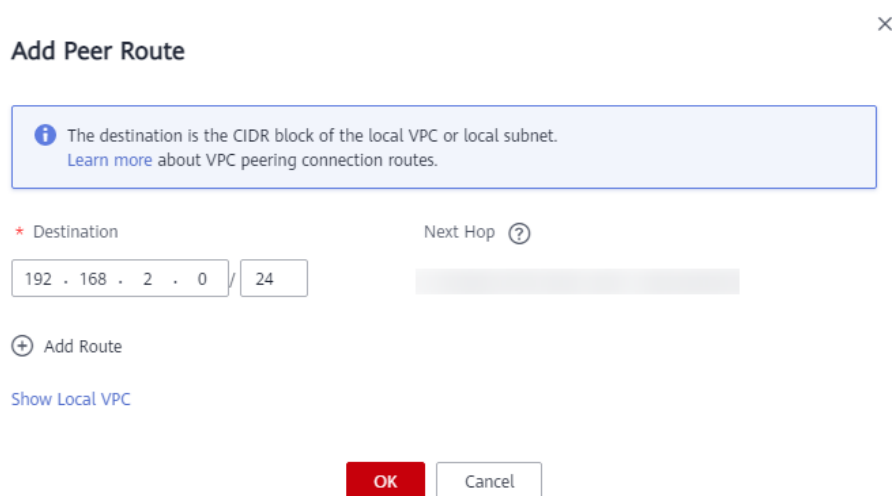 Add Peer Route
The destination is the CIDR block of the local VPC or local subnet.
Learn more about VPC peering connection routes.
* Destination
Next Hop ?
192 . 168 . 2 . 0 / 24
Add Route
Show Local VPC
OK
Cancel